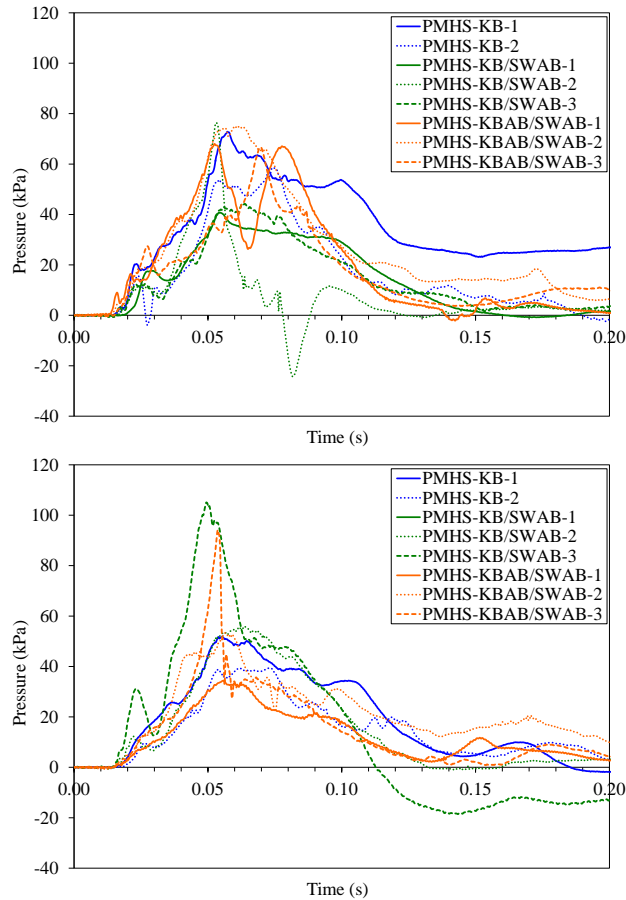 120
100
80
60
40
20
0
-20
-40
Pressure (kPa)
0.00
0.05
0.10
0.15
0.20
Time (s)
PMHS-KB-1
PMHS-KB-2
PMHS-KB/SWAB-1
PMHS-KB/SWAB-2
PMHS-KB/SWAB-3
PMHS-KBAB/SWAB-1
PMHS-KBAB/SWAB-2
PMHS-KBAB/SWAB-3
120
100
80
60
40
20
0
-20
-40
Pressure (kPa)
0.00
0.05
0.10
0.15
0.20
Time (s)
PMHS-KB-1
PMHS-KB-2
PMHS-KB/SWAB-1
PMHS-KB/SWAB-2
PMHS-KB/SWAB-3
PMHS-KBAB/SWAB-1
PMHS-KBAB/SWAB-2
PMHS-KBAB/SWAB-3